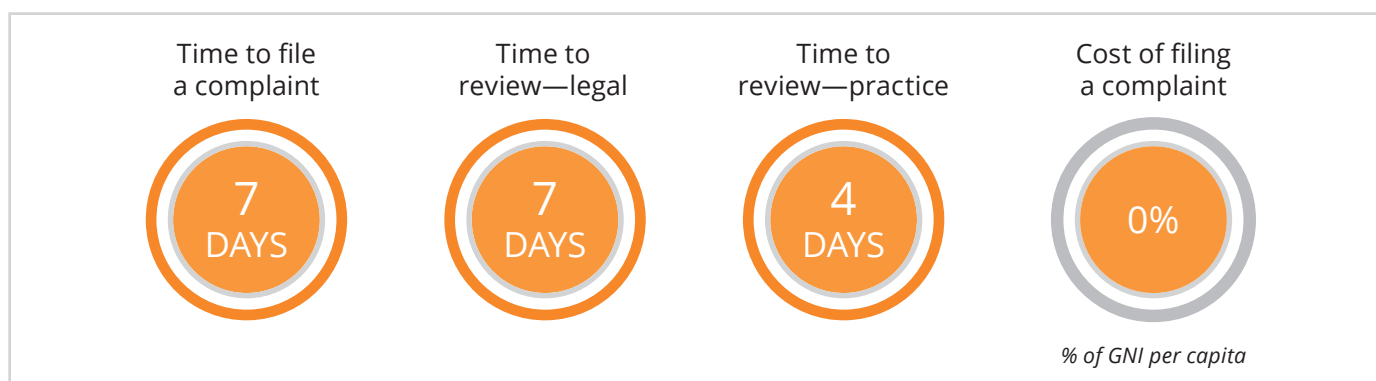 Time to file
a complaint
7
DAYS
Time to
review—legal
7
DAYS
Time to
review—practice
4
DAYS
Cost of filing
a complaint
0%
% of GNI per capita